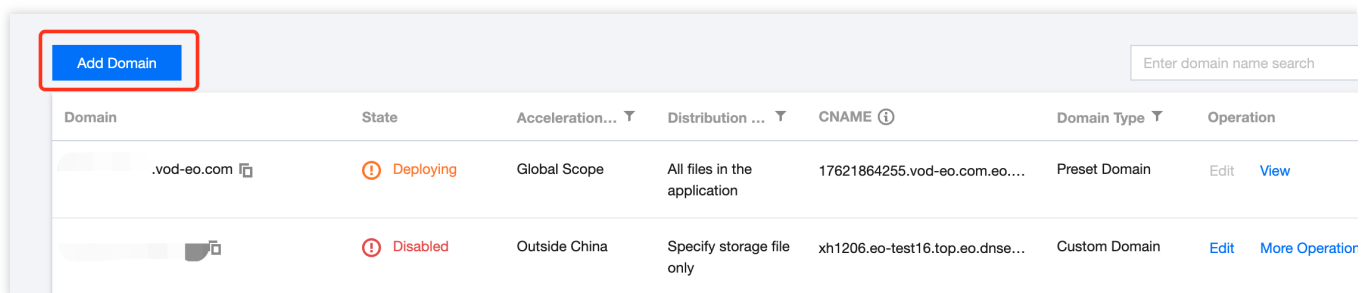 Add Domain
Enter domain name search
Domain State Acceleration... Distribution ... CNAME Domain Type Operation
.vod-eo.com Deploying Global Scope All files in the 17621864255.vod-eo.com.eo.... Preset Domain Edit View
application
Disabled Outside China Specify storage file xh1206.eo-test16.top.eo.dnse... Custom Domain Edit More Operation
only